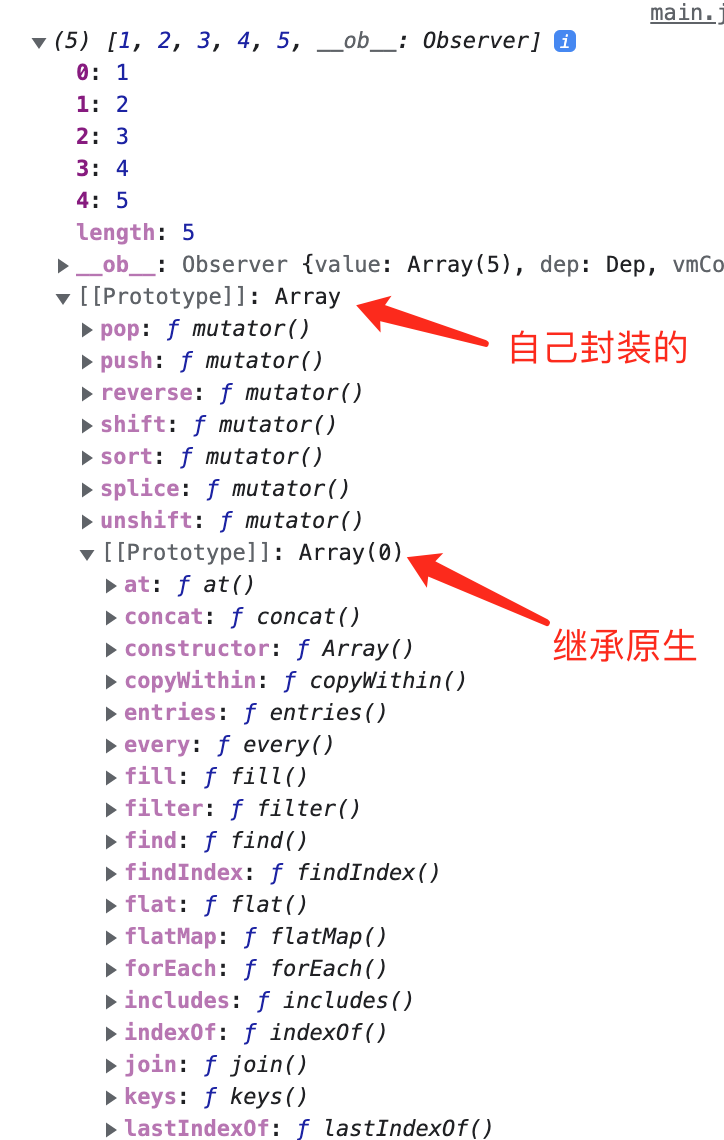 main.j
▼(5) [1, 2, 3, 4, 5, __ob__: Observer] i
0: 1
1: 2
2: 3
3: 4
4: 5
length: 5
▶__ob__: Observer {value: Array(5), dep: Dep, vmCo
▼[[Prototype]]: Array
自己封装的
▶pop: ƒ mutator()
▶push: ƒ mutator()
▶reverse: ƒ mutator()
▶shift: ƒ mutator()
▶sort: ƒ mutator()
▶splice: ƒ mutator()
▶unshift: ƒ mutator()
▼[[Prototype]]: Array(0)
继承原生
▶at: ƒ at()
▶concat: ƒ concat()
▶constructor: ƒ Array()
▶copyWithin: ƒ copyWithin()
▶entries: ƒ entries()
▶every: ƒ every()
▶fill: ƒ fill()
▶filter: ƒ filter()
▶find: ƒ find()
▶findIndex: ƒ findIndex()
▶flat: ƒ flat()
▶flatMap: ƒ flatMap()
▶forEach: ƒ forEach()
▶includes: ƒ includes()
▶indexOf: ƒ indexOf()
▶join: ƒ join()
▶keys: ƒ keys()
▶lastIndexOf: ƒ lastIndexOf()